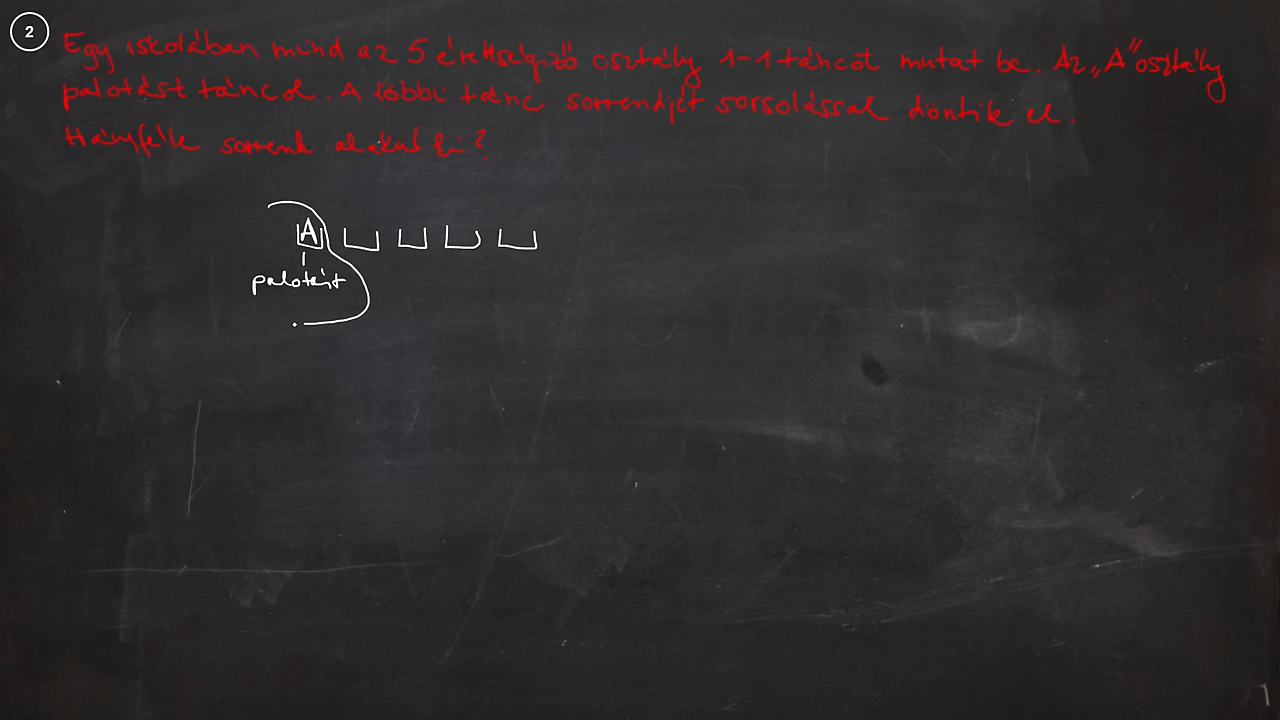 2
Egy iskolában mind az 5 érettségiző osztály 1-1 táncot mutat be. Az „A" osztály
palotást táncol. A többi tánc sorrendjét sorsolással döntik el.
Hányféle sorrend alakul ki?
A
palotást